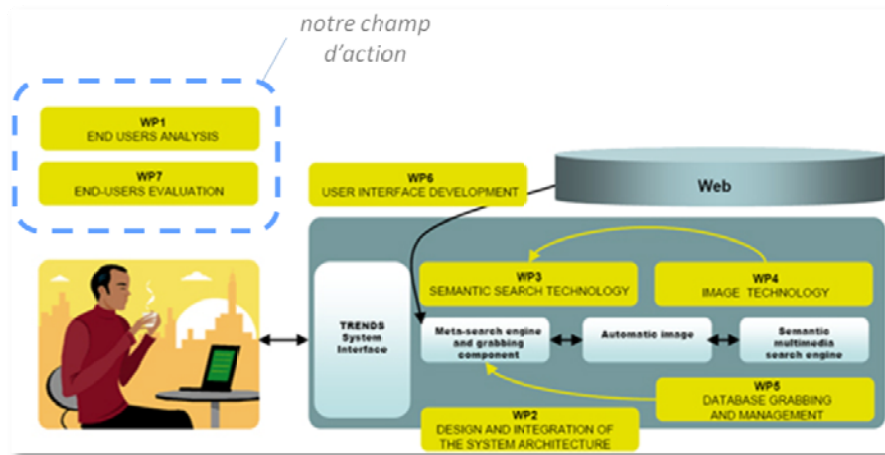 notre champ
d'action
WP1
END USERS ANALYSIS
WP7
END-USERS EVALUATION
WP6
USER INTERFACE DEVELOPMENT
Web
WP3
SEMANTIC SEARCH TECHNOLOGY
WP4
IMAGE TECHNOLOGY
TRENDS
System
Interface
Meta-search engine
and grabbing
component
Automatic image
Semantic
multimedia
search engine
WP5
DATABASE GRABBING
AND MANAGEMENT
WP2
DESIGN AND INTEGRATION OF
THE SYSTEM ARCHITECTURE